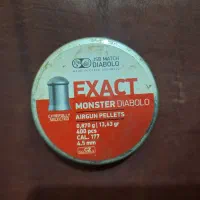 JSB MATCH
DIABOLO
EXACT
MONSTER DIABOLO
AIRGUN PELLETS
0,870 g | 13,43 gr
400 pcs
CAL. 177
4.5 mm